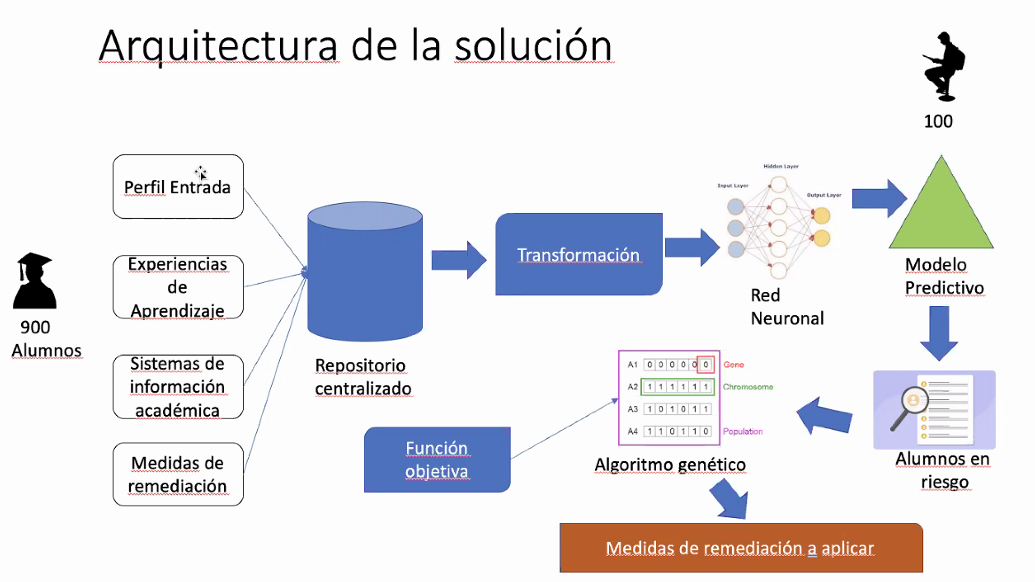 Arquitectura de la solución
100
Perfil Entrada
Experiencias
de
Aprendizaje
900
Alumnos
Sistemas de
información
académica
Medidas de
remediación
Repositorio
centralizado
Transformación
Input Layer
Hidden Layer
Output Layer
Red
Neuronal
Modelo
Predictivo
Función
objetiva
A1 0 0 0 0 0 0 Gene
A2 1 1 1 1 1 1 Chromosome
A3 1 0 1 0 1 1
A4 1 1 0 1 1 0 Population
Algoritmo genético
Alumnos en
riesgo
Medidas de remediación a aplicar